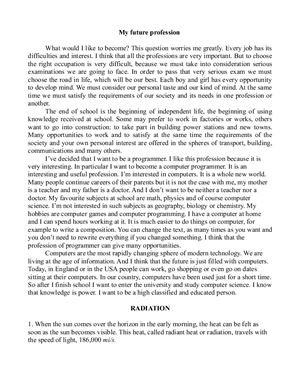 My future profession
What would I like to become? This question worries me greatly. Every job has its
difficulties and interest. I think that all the professions are very important. But to choose
the right occupation is very difficult, because we must take into consideration serious
examinations we are going to face. In order to pass that very serious exam we must
choose the road in life, which will be our best. Each boy and girl has every opportunity
to develop mind. We must consider our personal taste and our kind of mind. At the same
time we must satisfy the requirements of our society and its needs in one profession or
another.
The end of school is the beginning of independent life, the beginning of using
knowledge received at school. Some may prefer to work in factories or works, others
want to go into construction: to take part in building power stations and new towns.
Many opportunities to work and to satisfy at the same time the requirements of the
society and your own personal interest are offered in the spheres of transport, building,
communications and many others.
I've decided that I want to be a programmer. I like this profession because it is
very interesting. In particular I want to become a computer programmer. It is an
interesting and useful profession. I'm interested in computers. It is a whole new world.
Many people continue careers of their parents but it is not the case with me, my mother
is a teacher and my father is a doctor. And I don't want to be neither a teacher nor a
doctor. My favourite subjects at school are math, physics and of course computer
science. I'm not interested in such subjects as geography, biology or chemistry. My
hobbies are computer games and computer programming. I have a computer at home
and I can spend hours working at it. It is much easier to do things on computer, for
example to write a composition. You can change the text, as many times as you want and
you don't need to rewrite everything if you changed something. I think that the
profession of programmer can give many opportunities.
Computers are the most rapidly changing sphere of modern technology. We are
living at the age of information. And I think that the future is just filled with computers.
Today, in England or in the USA people can work, go shopping or even go on dates
sitting at their computers. In our country, computers have been used just for a short time.
So after I finish school I want to enter the university and study computer science. I know
that knowledge is power. I want to be a high classified and educated person.
RADIATION
1. When the sun comes over the horizon in the early morning, the heat can be felt as
soon as the sun becomes visible. This heat, called radiant heat or radiation, travels with
the speed of light, 186,000 mi/s.